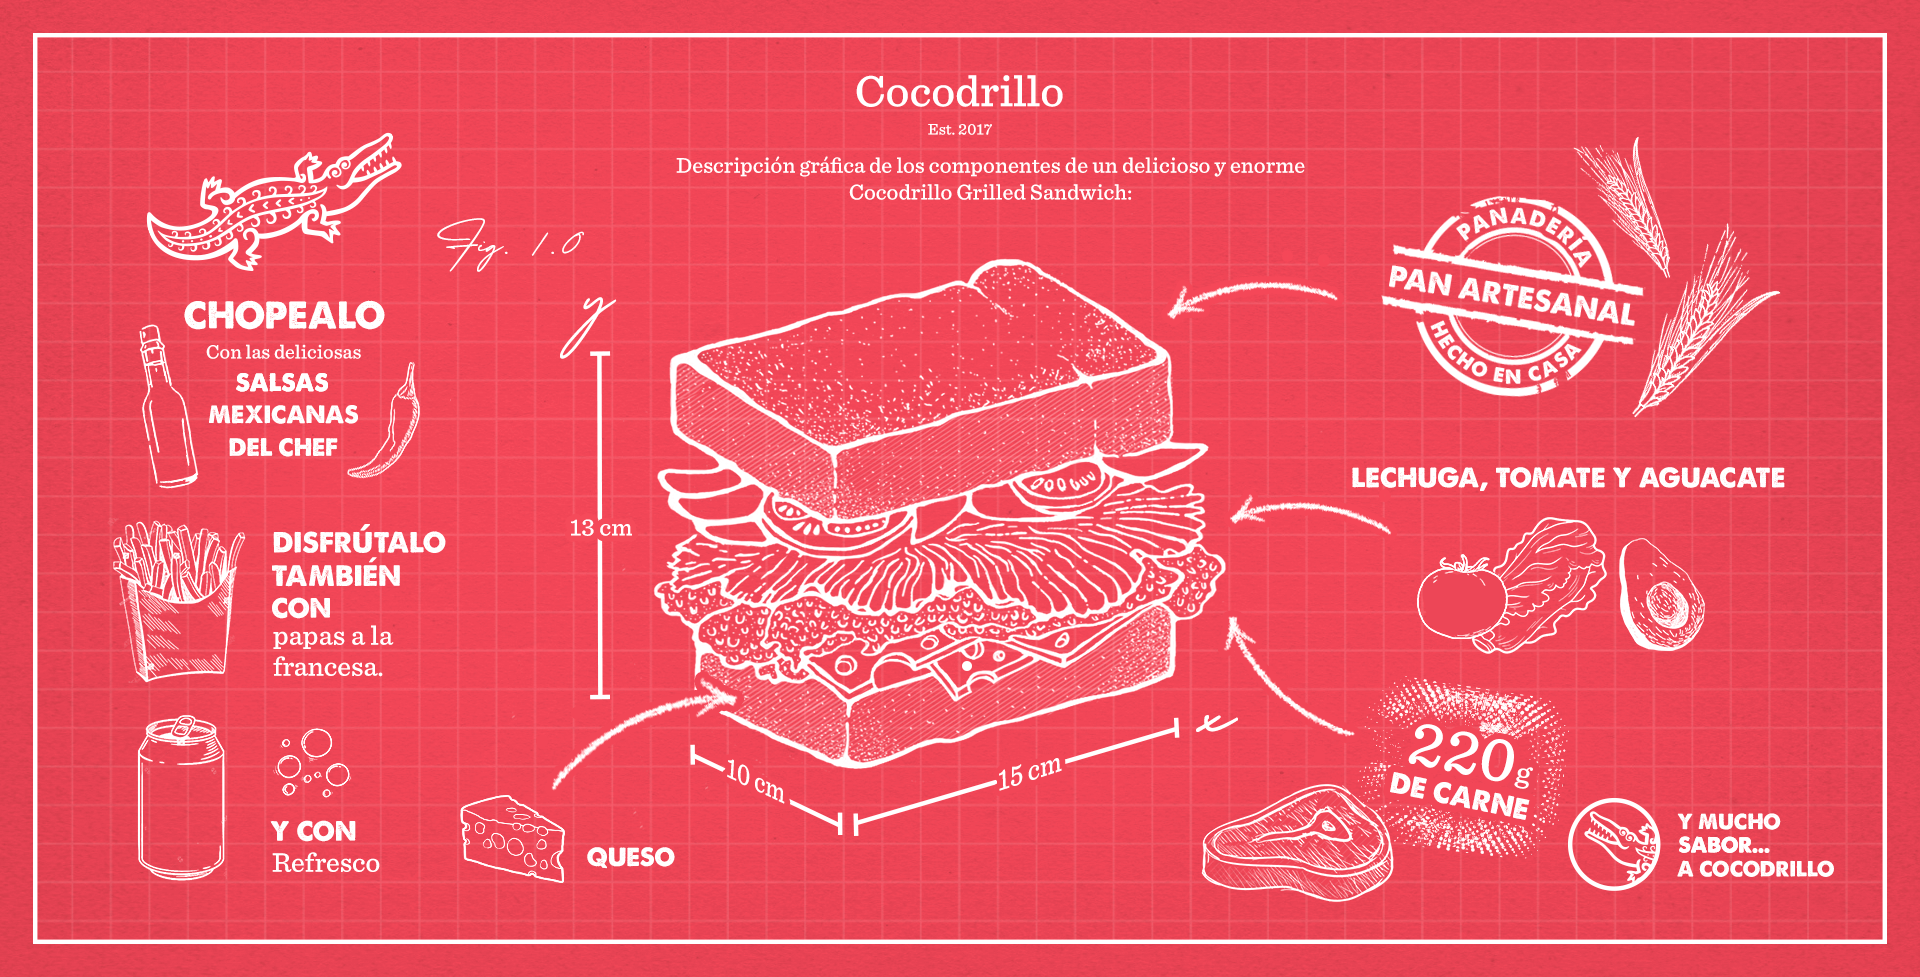 Cocodrillo
Est. 2017
Descripción gráfica de los componentes de un delicioso y enorme
Cocodrillo Grilled Sandwich:
Fig. 1.0
CHOPEALO
Con las deliciosas
SALSAS
MEXICANAS
DEL CHEF
DISFRÚTALO
TAMBIÉN
CON
papas a la
francesa.
Y CON
Refresco
QUESO
y
13 cm
10 cm
15 cm
x
PANADERÍA
PAN ARTESANAL
HECHO EN CASA
LECHUGA, TOMATE Y AGUACATE
220g
DE CARNE
Y MUCHO
SABOR...
A COCODRILLO